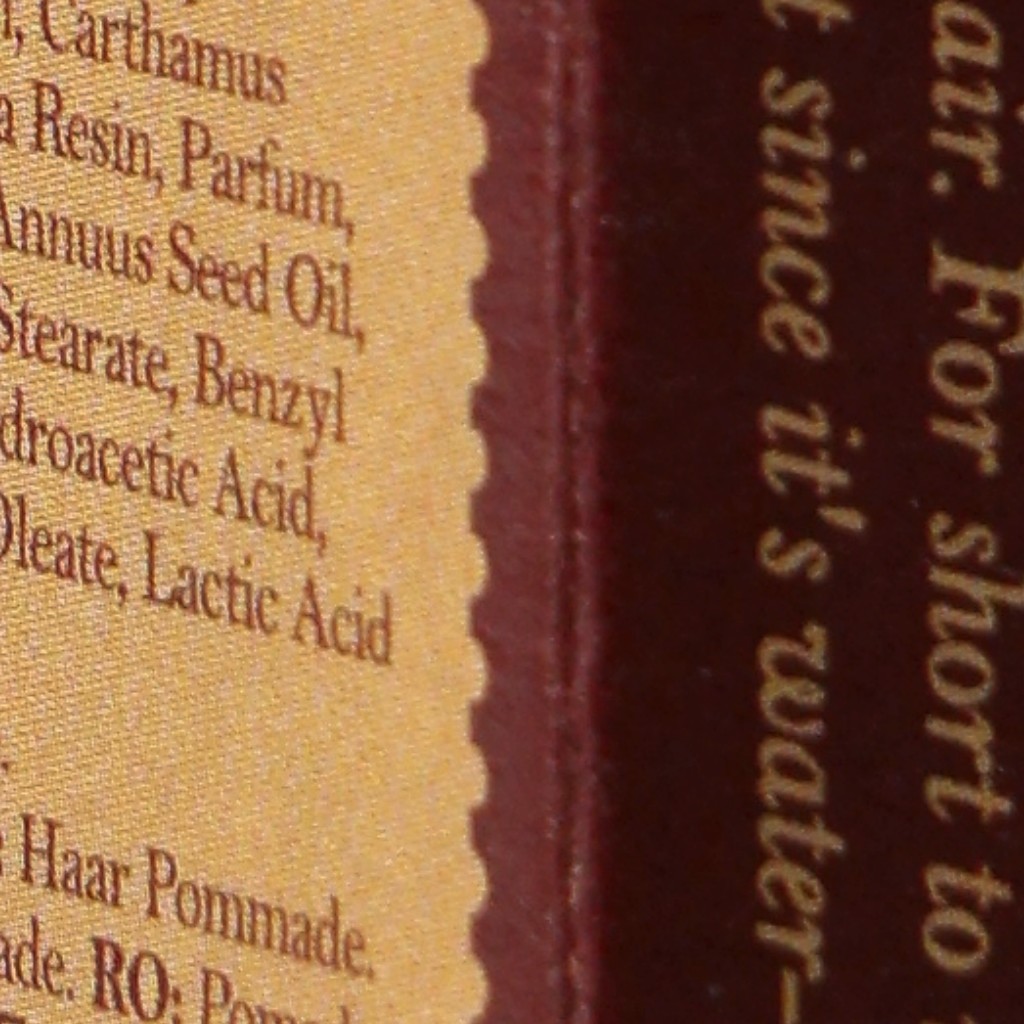 Carthamus
Resin, Parfum,
Annuus Seed Oil,
Stearate, Benzyl
droacetic Acid,
Oleate, Lactic Acid
Haar Pommade.
ade. RO:
air. For short to
t since it's water-